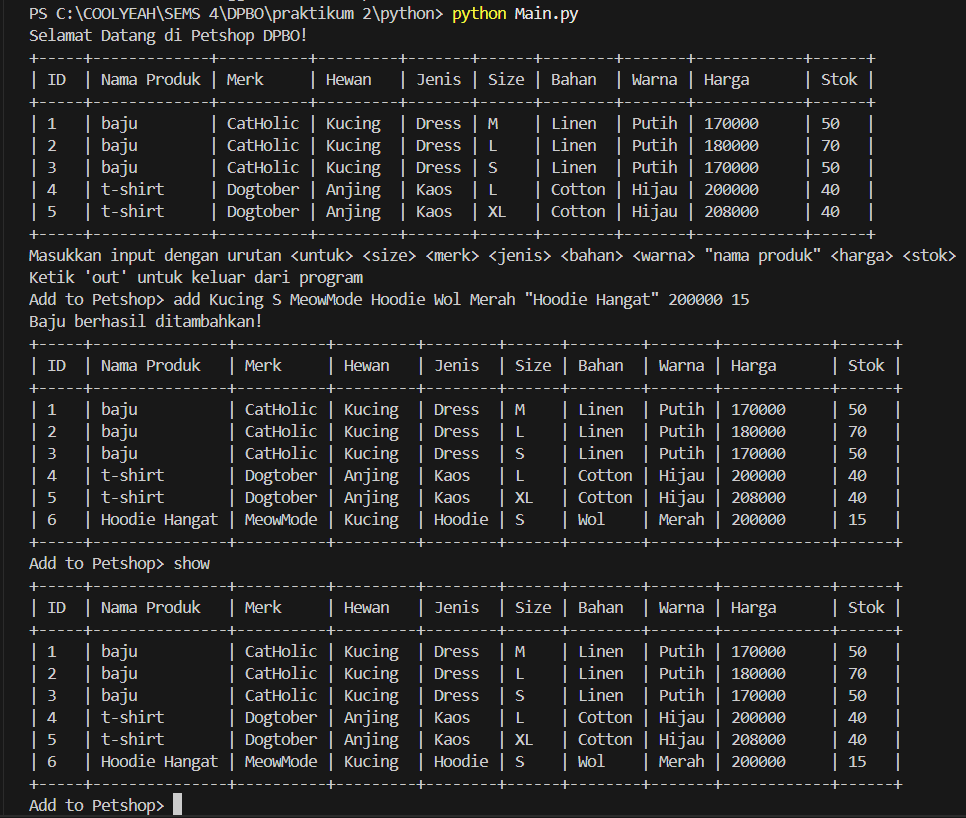 PS C:\COOLYEAH\SEMS 4\DPBO\praktikum 2\python> python Main.py
Selamat Datang di Petshop DPBO!
+-----+-------------+----------+---------+-------+------+--------+-------+------------+------+
| ID  | Nama Produk | Merk     | Hewan   | Jenis | Size | Bahan  | Warna | Harga      | Stok |
+-----+-------------+----------+---------+-------+------+--------+-------+------------+------+
| 1   | baju        | CatHolic | Kucing  | Dress | M    | Linen  | Putih | 170000     | 50   |
| 2   | baju        | CatHolic | Kucing  | Dress | L    | Linen  | Putih | 180000     | 70   |
| 3   | baju        | CatHolic | Kucing  | Dress | S    | Linen  | Putih | 170000     | 50   |
| 4   | t-shirt     | Dogtober | Anjing  | Kaos  | L    | Cotton | Hijau | 200000     | 40   |
| 5   | t-shirt     | Dogtober | Anjing  | Kaos  | XL   | Cotton | Hijau | 208000     | 40   |
+-----+-------------+----------+---------+-------+------+--------+-------+------------+------+
Masukkan input dengan urutan <untuk> <size> <merk> <jenis> <bahan> <warna> "nama produk" <harga> <stok>
Ketik 'out' untuk keluar dari program
Add to Petshop> add Kucing S MeowMode Hoodie Wol Merah "Hoodie Hangat" 200000 15
Baju berhasil ditambahkan!
+-----+---------------+----------+---------+--------+------+--------+-------+------------+------+
| ID  | Nama Produk   | Merk     | Hewan   | Jenis  | Size | Bahan  | Warna | Harga      | Stok |
+-----+---------------+----------+---------+--------+------+--------+-------+------------+------+
| 1   | baju          | CatHolic | Kucing  | Dress  | M    | Linen  | Putih | 170000     | 50   |
| 2   | baju          | CatHolic | Kucing  | Dress  | L    | Linen  | Putih | 180000     | 70   |
| 3   | baju          | CatHolic | Kucing  | Dress  | S    | Linen  | Putih | 170000     | 50   |
| 4   | t-shirt       | Dogtober | Anjing  | Kaos   | L    | Cotton | Hijau | 200000     | 40   |
| 5   | t-shirt       | Dogtober | Anjing  | Kaos   | XL   | Cotton | Hijau | 208000     | 40   |
| 6   | Hoodie Hangat | MeowMode | Kucing  | Hoodie | S    | Wol    | Merah | 200000     | 15   |
+-----+---------------+----------+---------+--------+------+--------+-------+------------+------+
Add to Petshop> show
+-----+---------------+----------+---------+--------+------+--------+-------+------------+------+
| ID  | Nama Produk   | Merk     | Hewan   | Jenis  | Size | Bahan  | Warna | Harga      | Stok |
+-----+---------------+----------+---------+--------+------+--------+-------+------------+------+
| 1   | baju          | CatHolic | Kucing  | Dress  | M    | Linen  | Putih | 170000     | 50   |
| 2   | baju          | CatHolic | Kucing  | Dress  | L    | Linen  | Putih | 180000     | 70   |
| 3   | baju          | CatHolic | Kucing  | Dress  | S    | Linen  | Putih | 170000     | 50   |
| 4   | t-shirt       | Dogtober | Anjing  | Kaos   | L    | Cotton | Hijau | 200000     | 40   |
| 5   | t-shirt       | Dogtober | Anjing  | Kaos   | XL   | Cotton | Hijau | 208000     | 40   |
| 6   | Hoodie Hangat | MeowMode | Kucing  | Hoodie | S    | Wol    | Merah | 200000     | 15   |
+-----+---------------+----------+---------+--------+------+--------+-------+------------+------+
Add to Petshop>